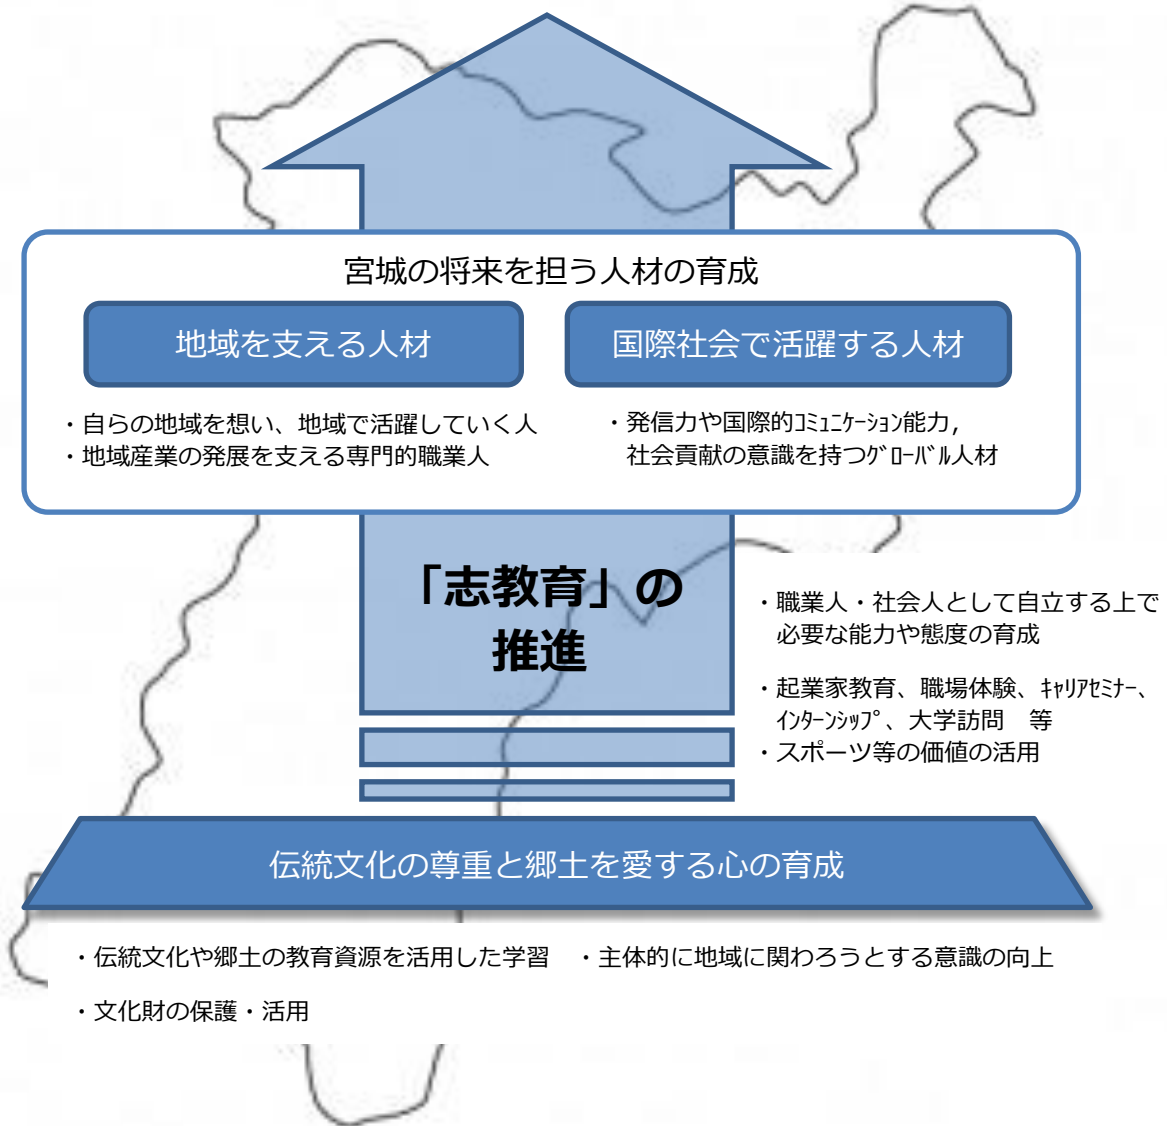 宮城の将来を担う人材の育成
地域を支える人材
国際社会で活躍する人材
・自らの地域を想い、地域で活躍していく人
・地域産業の発展を支える専門的職業人
・発信力や国際的ｺﾐｭﾆｹｰｼｮﾝ能力,
社会貢献の意識を持つｸﾞﾛｰﾊﾞﾙ人材
「志教育」の
推進
・職業人・社会人として自立する上で
必要な能力や態度の育成
・起業家教育、職場体験、ｷｬﾘｱｾﾐﾅｰ、
ｲﾝﾀｰﾝｼｯﾌﾟ、大学訪問　等
・スポーツ等の価値の活用
伝統文化の尊重と郷土を愛する心の育成
・伝統文化や郷土の教育資源を活用した学習　・主体的に地域に関わろうとする意識の向上
・文化財の保護・活用